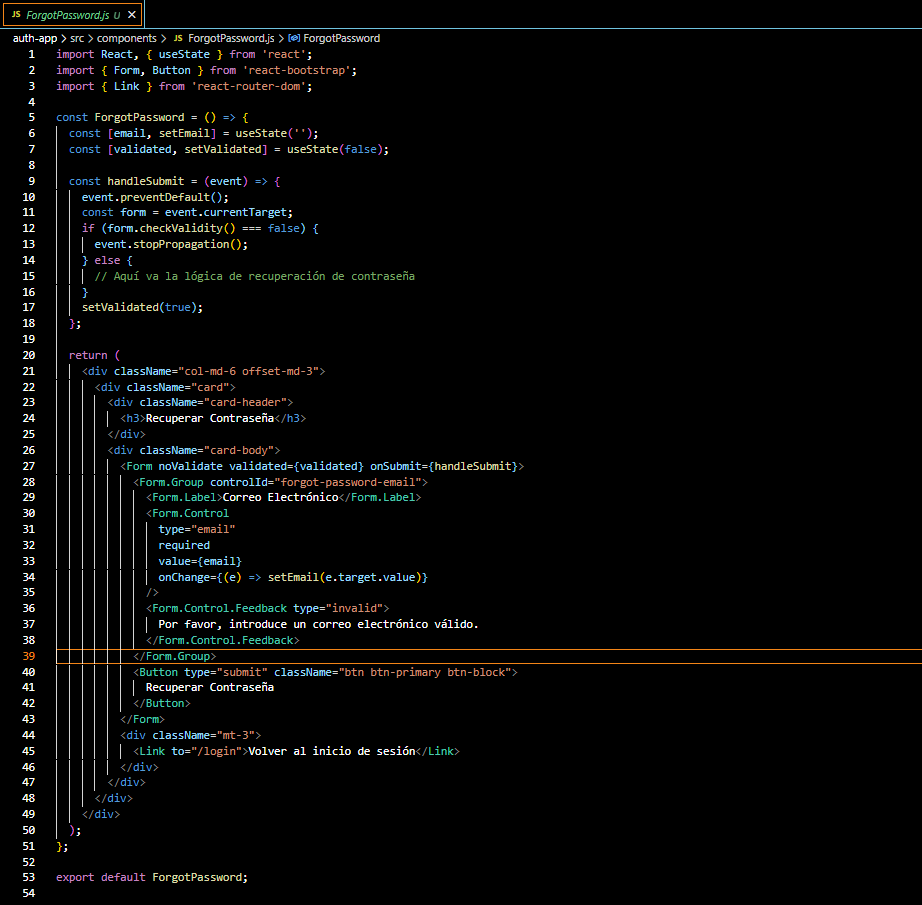 JS ForgotPassword.js U ✕
auth-app > src > components > JS ForgotPassword.js > ForgotPassword
1 import React, { useState } from 'react';
2 import { Form, Button } from 'react-bootstrap';
3 import { Link } from 'react-router-dom';
4
5 const ForgotPassword = () => {
6   const [email, setEmail] = useState('');
7   const [validated, setValidated] = useState(false);
8
9   const handleSubmit = (event) => {
10     event.preventDefault();
11     const form = event.currentTarget;
12     if (form.checkValidity() === false) {
13       event.stopPropagation();
14     } else {
15       // Aquí va la lógica de recuperación de contraseña
16     }
17     setValidated(true);
18   };
19
20   return (
21     <div className="col-md-6 offset-md-3">
22       <div className="card">
23         <div className="card-header">
24           <h3>Recuperar Contraseña</h3>
25         </div>
26         <div className="card-body">
27           <Form noValidate validated={validated} onSubmit={handleSubmit}>
28             <Form.Group controlId="forgot-password-email">
29               <Form.Label>Correo Electrónico</Form.Label>
30               <Form.Control
31                 type="email"
32                 required
33                 value={email}
34                 onChange={(e) => setEmail(e.target.value)}
35               />
36               <Form.Control.Feedback type="invalid">
37                 Por favor, introduce un correo electrónico válido.
38               </Form.Control.Feedback>
39             </Form.Group>
40             <Button type="submit" className="btn btn-primary btn-block">
41               Recuperar Contraseña
42             </Button>
43           </Form>
44           <div className="mt-3">
45             <Link to="/login">Volver al inicio de sesión</Link>
46           </div>
47         </div>
48       </div>
49     </div>
50   );
51 };
52
53 export default ForgotPassword;
54